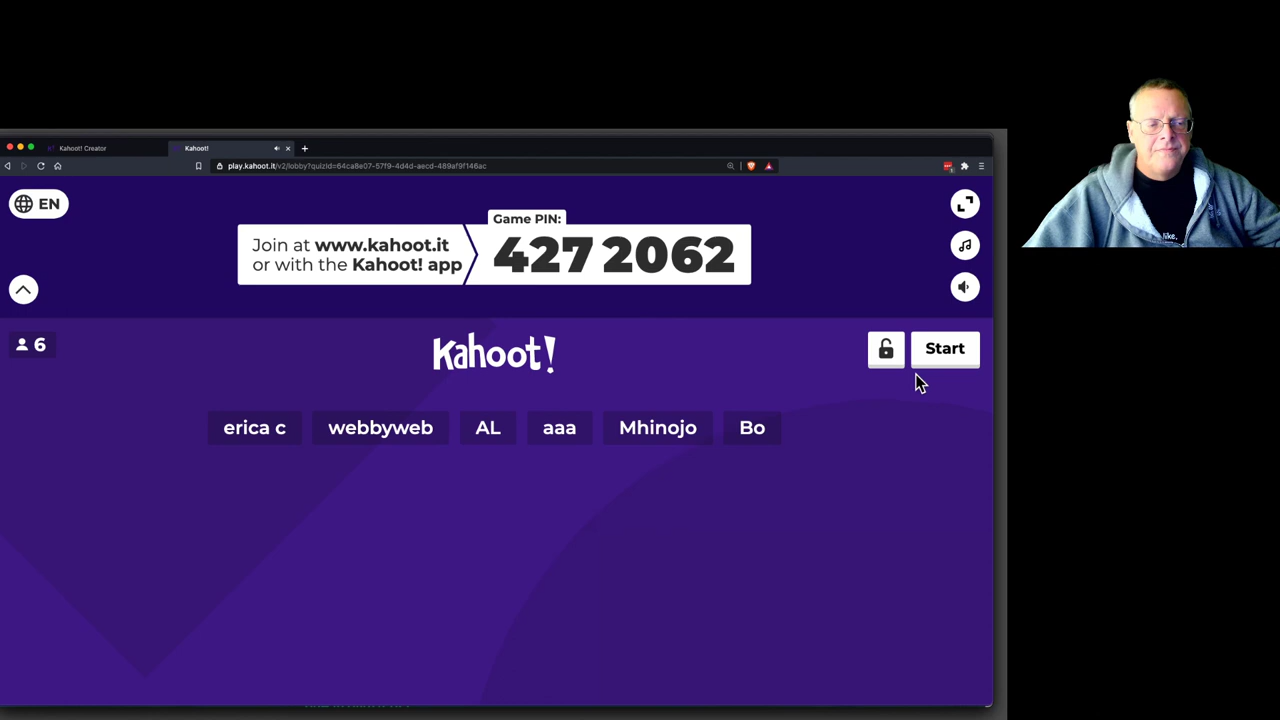 Kahoot! Creator
Kahoot!
play.kahoot.it/v2/lobby?quizId=64ca8e07-57f9-4d4d-aecd-489af9f146ac
EN
Game PIN:
Join at www.kahoot.it
or with the Kahoot! app
427 2062
6
Kahoot!
Start
erica c webbyweb AL aaa Mhinojo Bo
like,